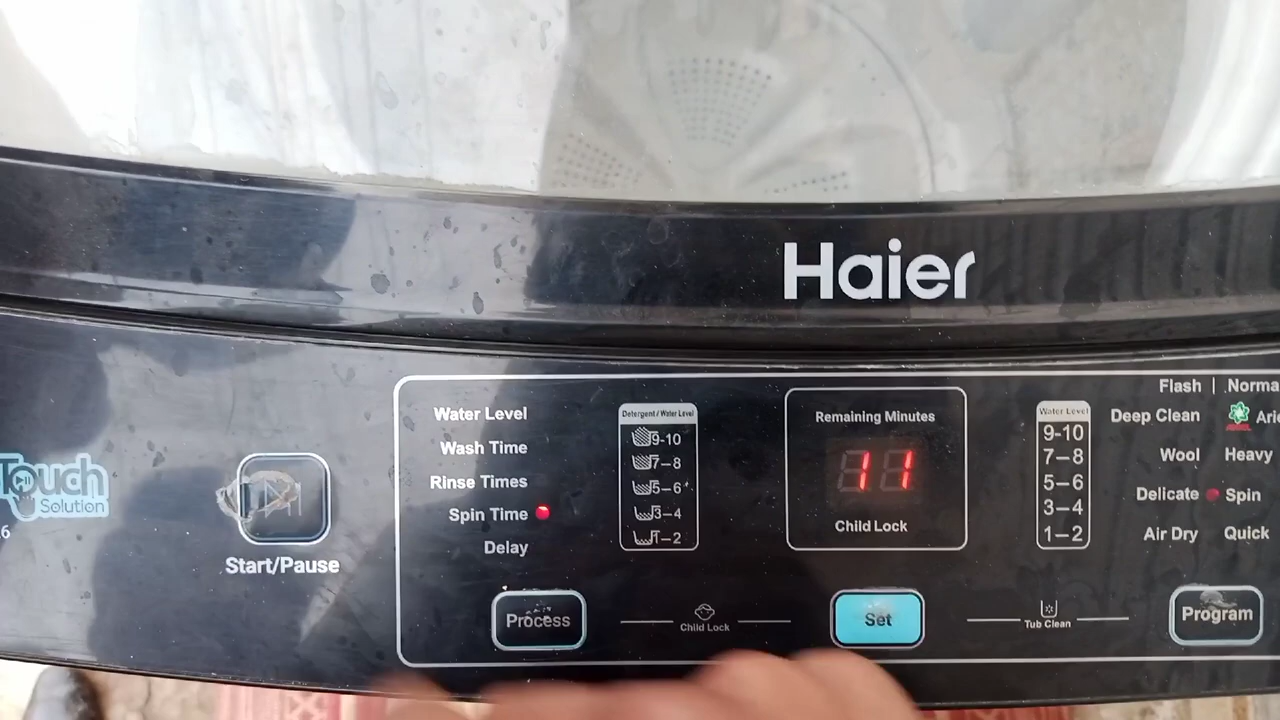 Haier
Touch
Solution
Start/Pause
Water Level
Wash Time
Rinse Times
Spin Time
Delay
Process
Detergent / Water Level
9-10
7-8
5-6
3-4
1-2
Child Lock
Remaining Minutes
11
Child Lock
Set
Water Level
9-10
7-8
5-6
3-4
1-2
Tub Clean
Flash | Norma
Deep Clean
Arie
Wool
Heavy
Delicate
Spin
Air Dry
Quick
Program